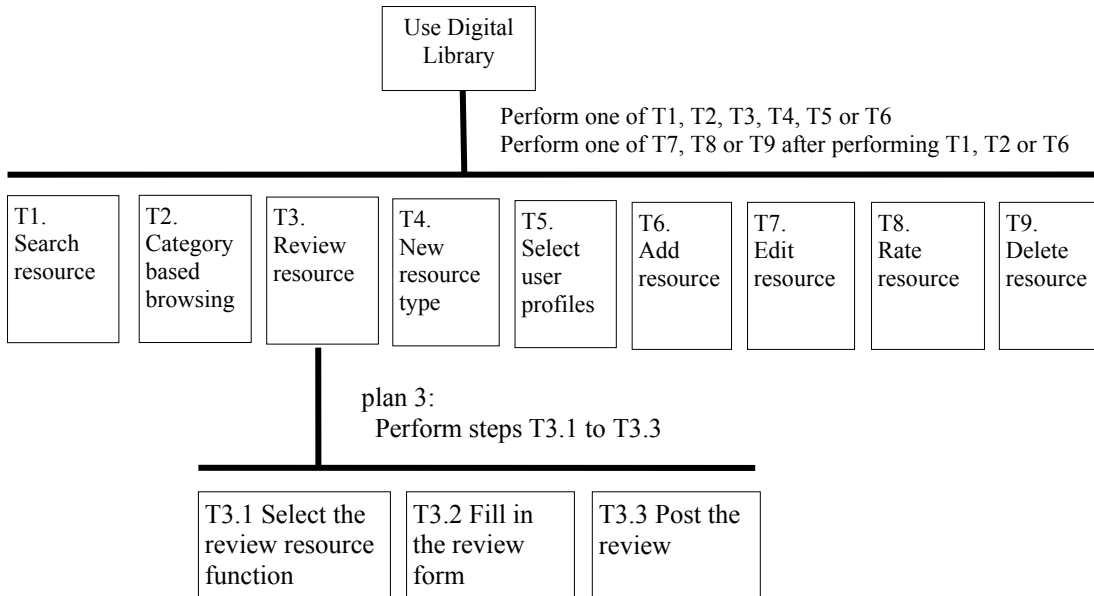 Use Digital
Library
Perform one of T1, T2, T3, T4, T5 or T6
Perform one of T7, T8 or T9 after performing T1, T2 or T6
T1.
Search
resource
T2.
Category
based
browsing
T3.
Review
resource
T4.
New
resource
type
T5.
Select
user
profiles
T6.
Add
resource
T7.
Edit
resource
T8.
Rate
resource
T9.
Delete
resource
plan 3:
Perform steps T3.1 to T3.3
T3.1 Select the
review resource
function
T3.2 Fill in
the review
form
T3.3 Post the
review